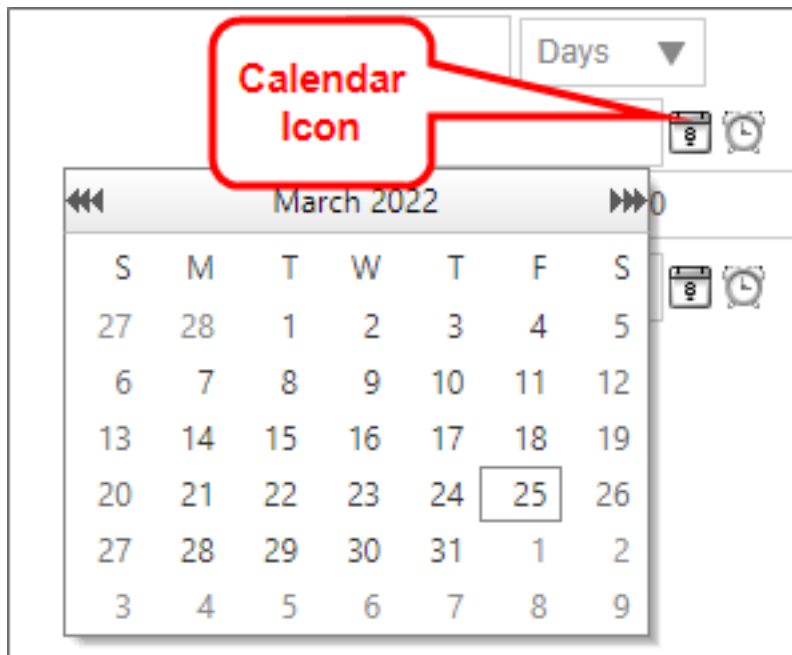 Days
Calendar
Icon
8
March 2022
0
S M T W T F S
27 28 1 2 3 4 5
8
6 7 8 9 10 11 12
13 14 15 16 17 18 19
20 21 22 23 24 25 26
27 28 29 30 31 1 2
3 4 5 6 7 8 9